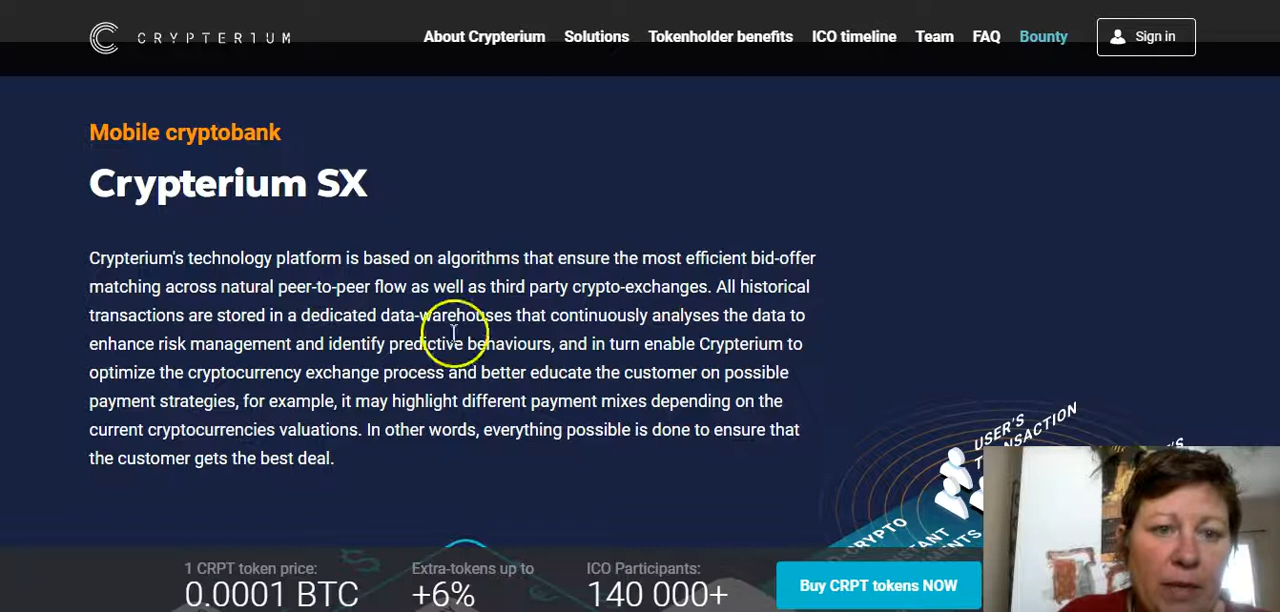 CRYPTERIUM
About Crypterium Solutions Tokenholder benefits ICO timeline Team FAQ Bounty Sign in
Mobile cryptobank
Crypterium SX
Crypterium's technology platform is based on algorithms that ensure the most efficient bid-offer
matching across natural peer-to-peer flow as well as third party crypto-exchanges. All historical
transactions are stored in a dedicated data-warehouses that continuously analyses the data to
enhance risk management and identify predictive behaviours, and in turn enable Crypterium to
optimize the cryptocurrency exchange process and better educate the customer on possible
payment strategies, for example, it may highlight different payment mixes depending on the
current cryptocurrencies valuations. In other words, everything possible is done to ensure that
the customer gets the best deal.
USER'S
1 CRPT token price:
0.0001 BTC
Extra-tokens up to
+6%
ICO Participants:
140 000+
Buy CRPT tokens NOW